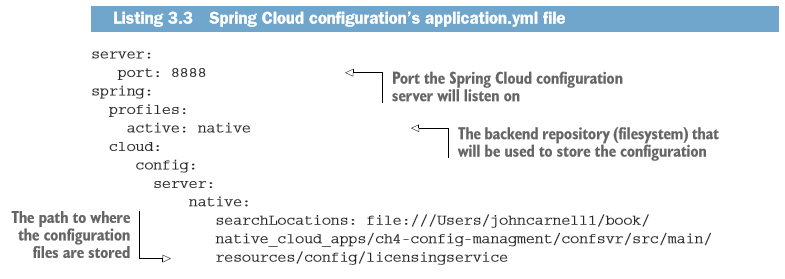 Listing 3.3 Spring Cloud configuration's application.yml file
server:
port: 8888
Port the Spring Cloud configuration
server will listen on
spring:
profiles:
active: native
The backend repository (filesystem) that
will be used to store the configuration
cloud:
config:
server:
native:
The path to where
the configuration
files are stored
searchLocations: file:///Users/johncarnell1/book/
native_cloud_apps/ch4-config-managment/confsvr/src/main/
resources/config/licensingservice